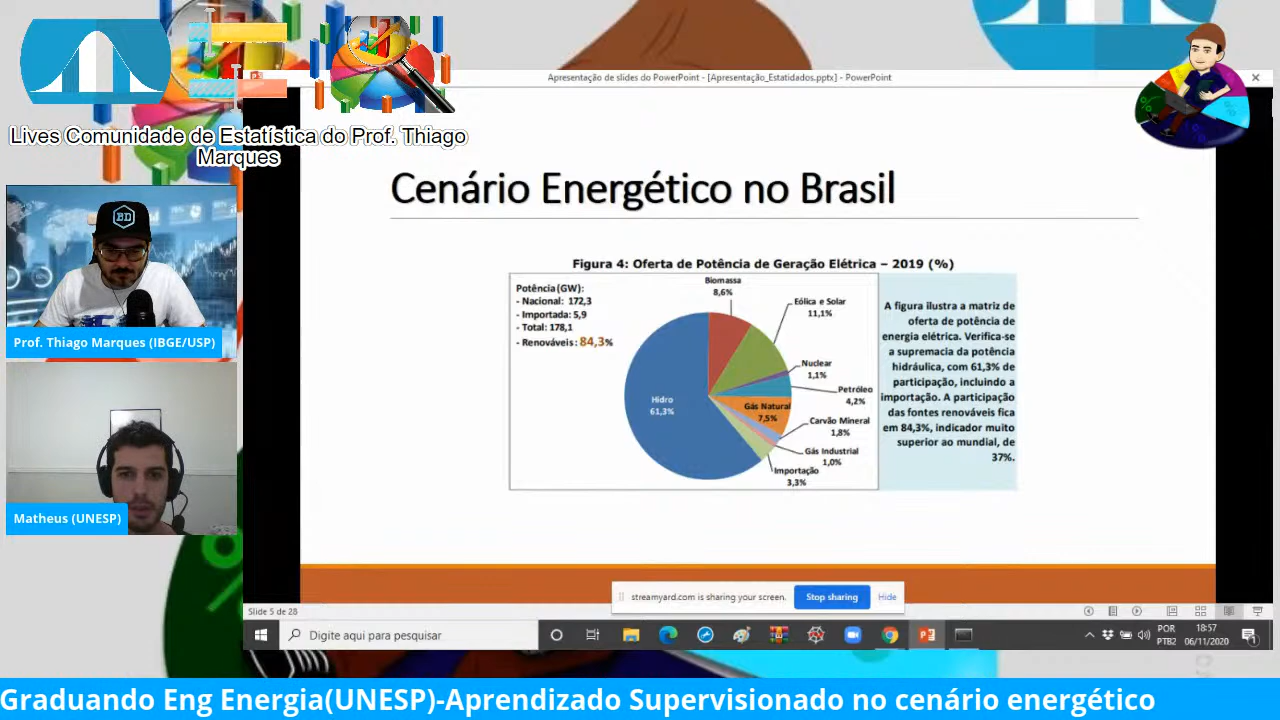 Apresentação de slides do PowerPoint - [Apresentação_Estatidados.pptx] - PowerPoint
Lives Comunidade de Estatística do Prof. Thiago
Marques
Prof. Thiago Marques (IBGE/USP)
Matheus (UNESP)
Cenário Energético no Brasil
Figura 4: Oferta de Potência de Geração Elétrica – 2019 (%)
Potência (GW):
- Nacional: 172,3
- Importada: 5,9
- Total: 178,1
- Renováveis: 84,3%
Biomassa
8,6%
Eólica e Solar
11,1%
Nuclear
1,1%
Petróleo
4,2%
Gás Natural
7,5%
Carvão Mineral
1,8%
Gás Industrial
1,0%
Importação
3,3%
Hidro
61,3%
A figura ilustra a matriz de
oferta de potência de
energia elétrica. Verifica-se
a supremacia da potência
hidráulica, com 61,3% de
participação, incluindo a
importação. A participação
das fontes renováveis fica
em 84,3%, indicador muito
superior ao mundial, de
37%.
streamyard.com is sharing your screen.
Stop sharing
Hide
Slide 5 de 28
Digite aqui para pesquisar
POR
PTB2
18:57
06/11/2020
Graduando Eng Energia(UNESP)-Aprendizado Supervisionado no cenário energético